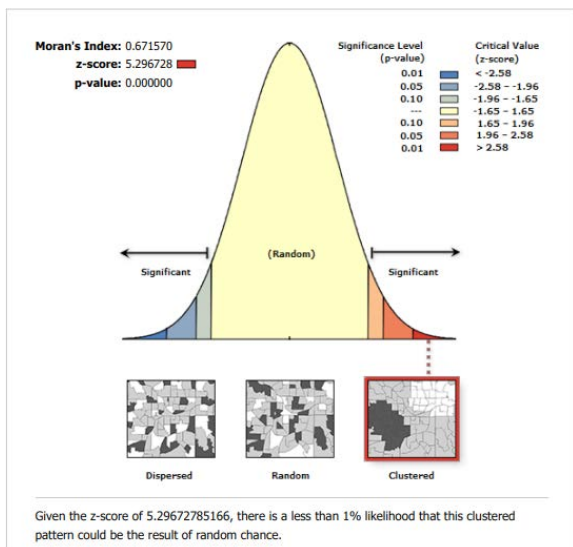 Moran's Index: 0.671570
z-score: 5.296728
p-value: 0.000000
Significance Level
(p-value)
Critical Value
(z-score)
0.01 < -2.58
0.05 -2.58 – -1.96
0.10 -1.96 – -1.65
--- -1.65 – 1.65
0.10 1.65 – 1.96
0.05 1.96 – 2.58
0.01 > 2.58
Significant
(Random)
Significant
Dispersed
Random
Clustered
Given the z-score of 5.29672785166, there is a less than 1% likelihood that this clustered
pattern could be the result of random chance.